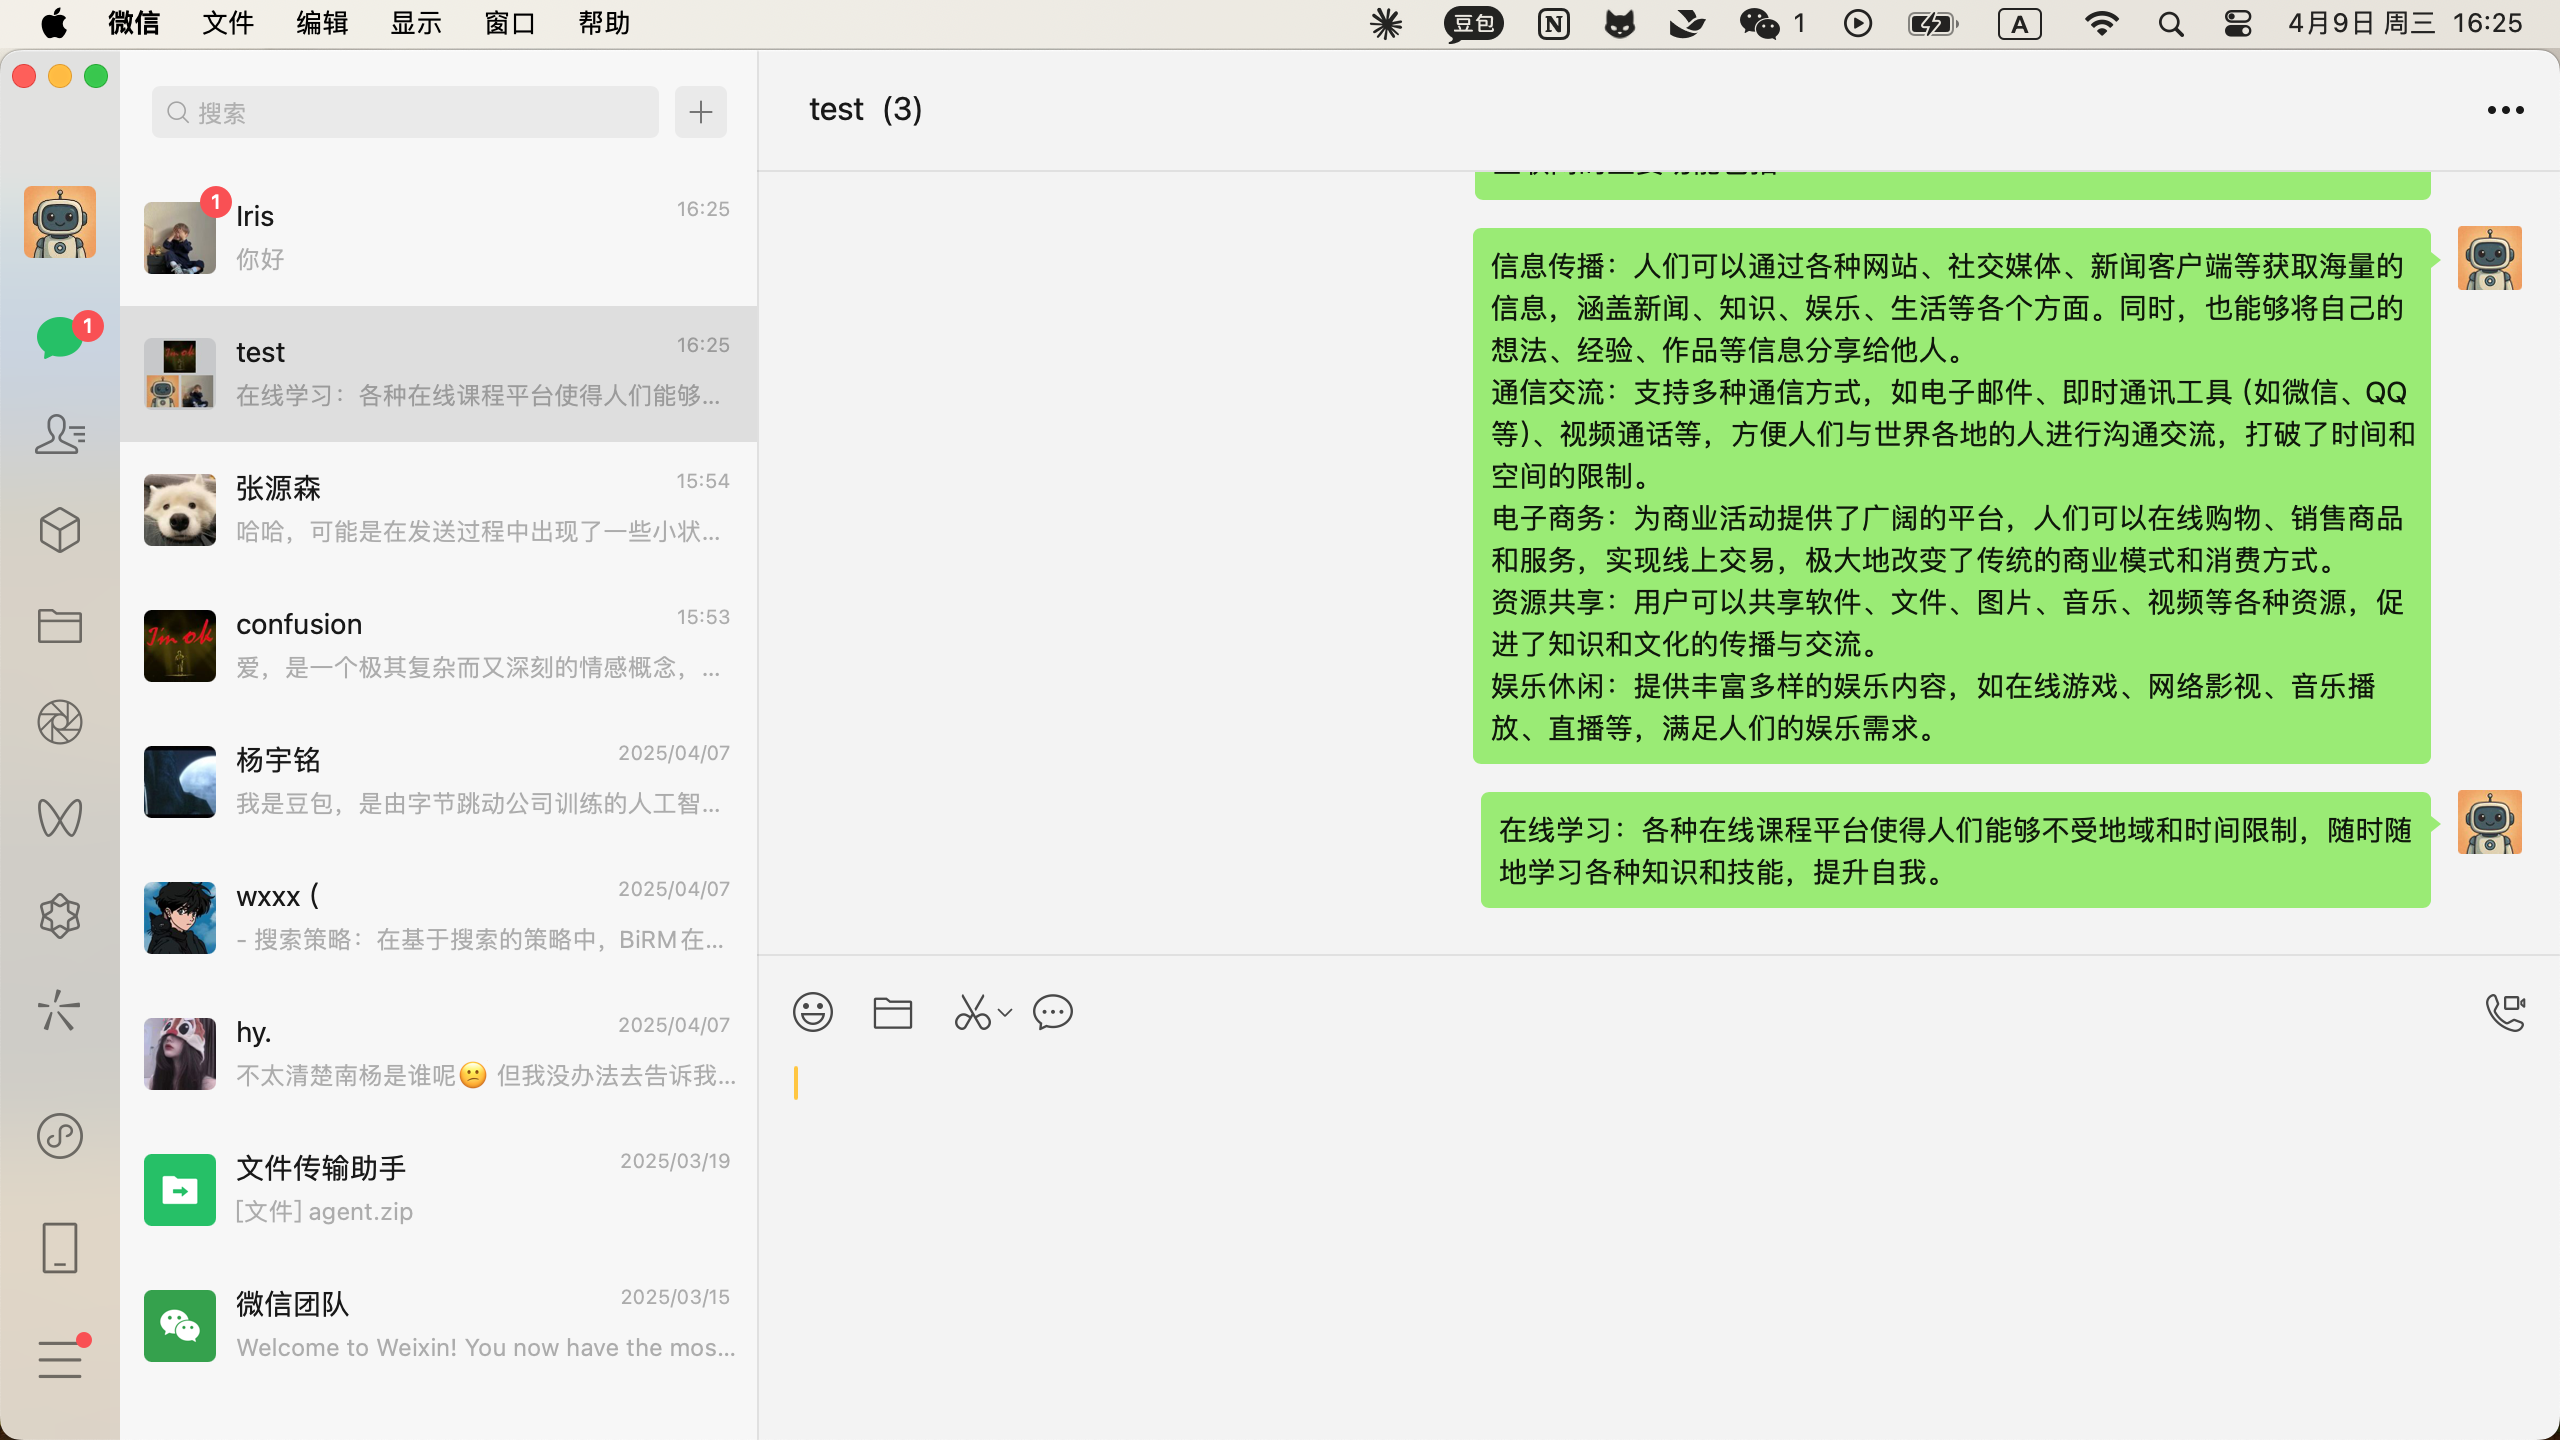 微信 文件 编辑 显示 窗口 帮助 豆包 N 1 A 4月9日 周三 16:25
搜索
1
Iris 16:25
你好
1
test 16:25
在线学习：各种在线课程平台使得人们能够...
张源森 15:54
哈哈，可能是在发送过程中出现了一些小状...
confusion 15:53
I'm ok
爱，是一个极其复杂而又深刻的情感概念，...
杨宇铭 2025/04/07
我是豆包，是由字节跳动公司训练的人工智...
wxxx ( 2025/04/07
- 搜索策略：在基于搜索的策略中，BiRM在...
hy. 2025/04/07
不太清楚南杨是谁呢😕 但我没办法去告诉我...
文件传输助手 2025/03/19
[文件] agent.zip
微信团队 2025/03/15
Welcome to Weixin! You now have the mos...
test (3)
信息传播：人们可以通过各种网站、社交媒体、新闻客户端等获取海量的
信息，涵盖新闻、知识、娱乐、生活等各个方面。同时，也能够将自己的
想法、经验、作品等信息分享给他人。
通信交流：支持多种通信方式，如电子邮件、即时通讯工具（如微信、QQ
等）、视频通话等，方便人们与世界各地的人进行沟通交流，打破了时间和
空间的限制。
电子商务：为商业活动提供了广阔的平台，人们可以在线购物、销售商品
和服务，实现线上交易，极大地改变了传统的商业模式和消费方式。
资源共享：用户可以共享软件、文件、图片、音乐、视频等各种资源，促
进了知识和文化的传播与交流。
娱乐休闲：提供丰富多样的娱乐内容，如在线游戏、网络影视、音乐播
放、直播等，满足人们的娱乐需求。
在线学习：各种在线课程平台使得人们能够不受地域和时间限制，随时随
地学习各种知识和技能，提升自我。